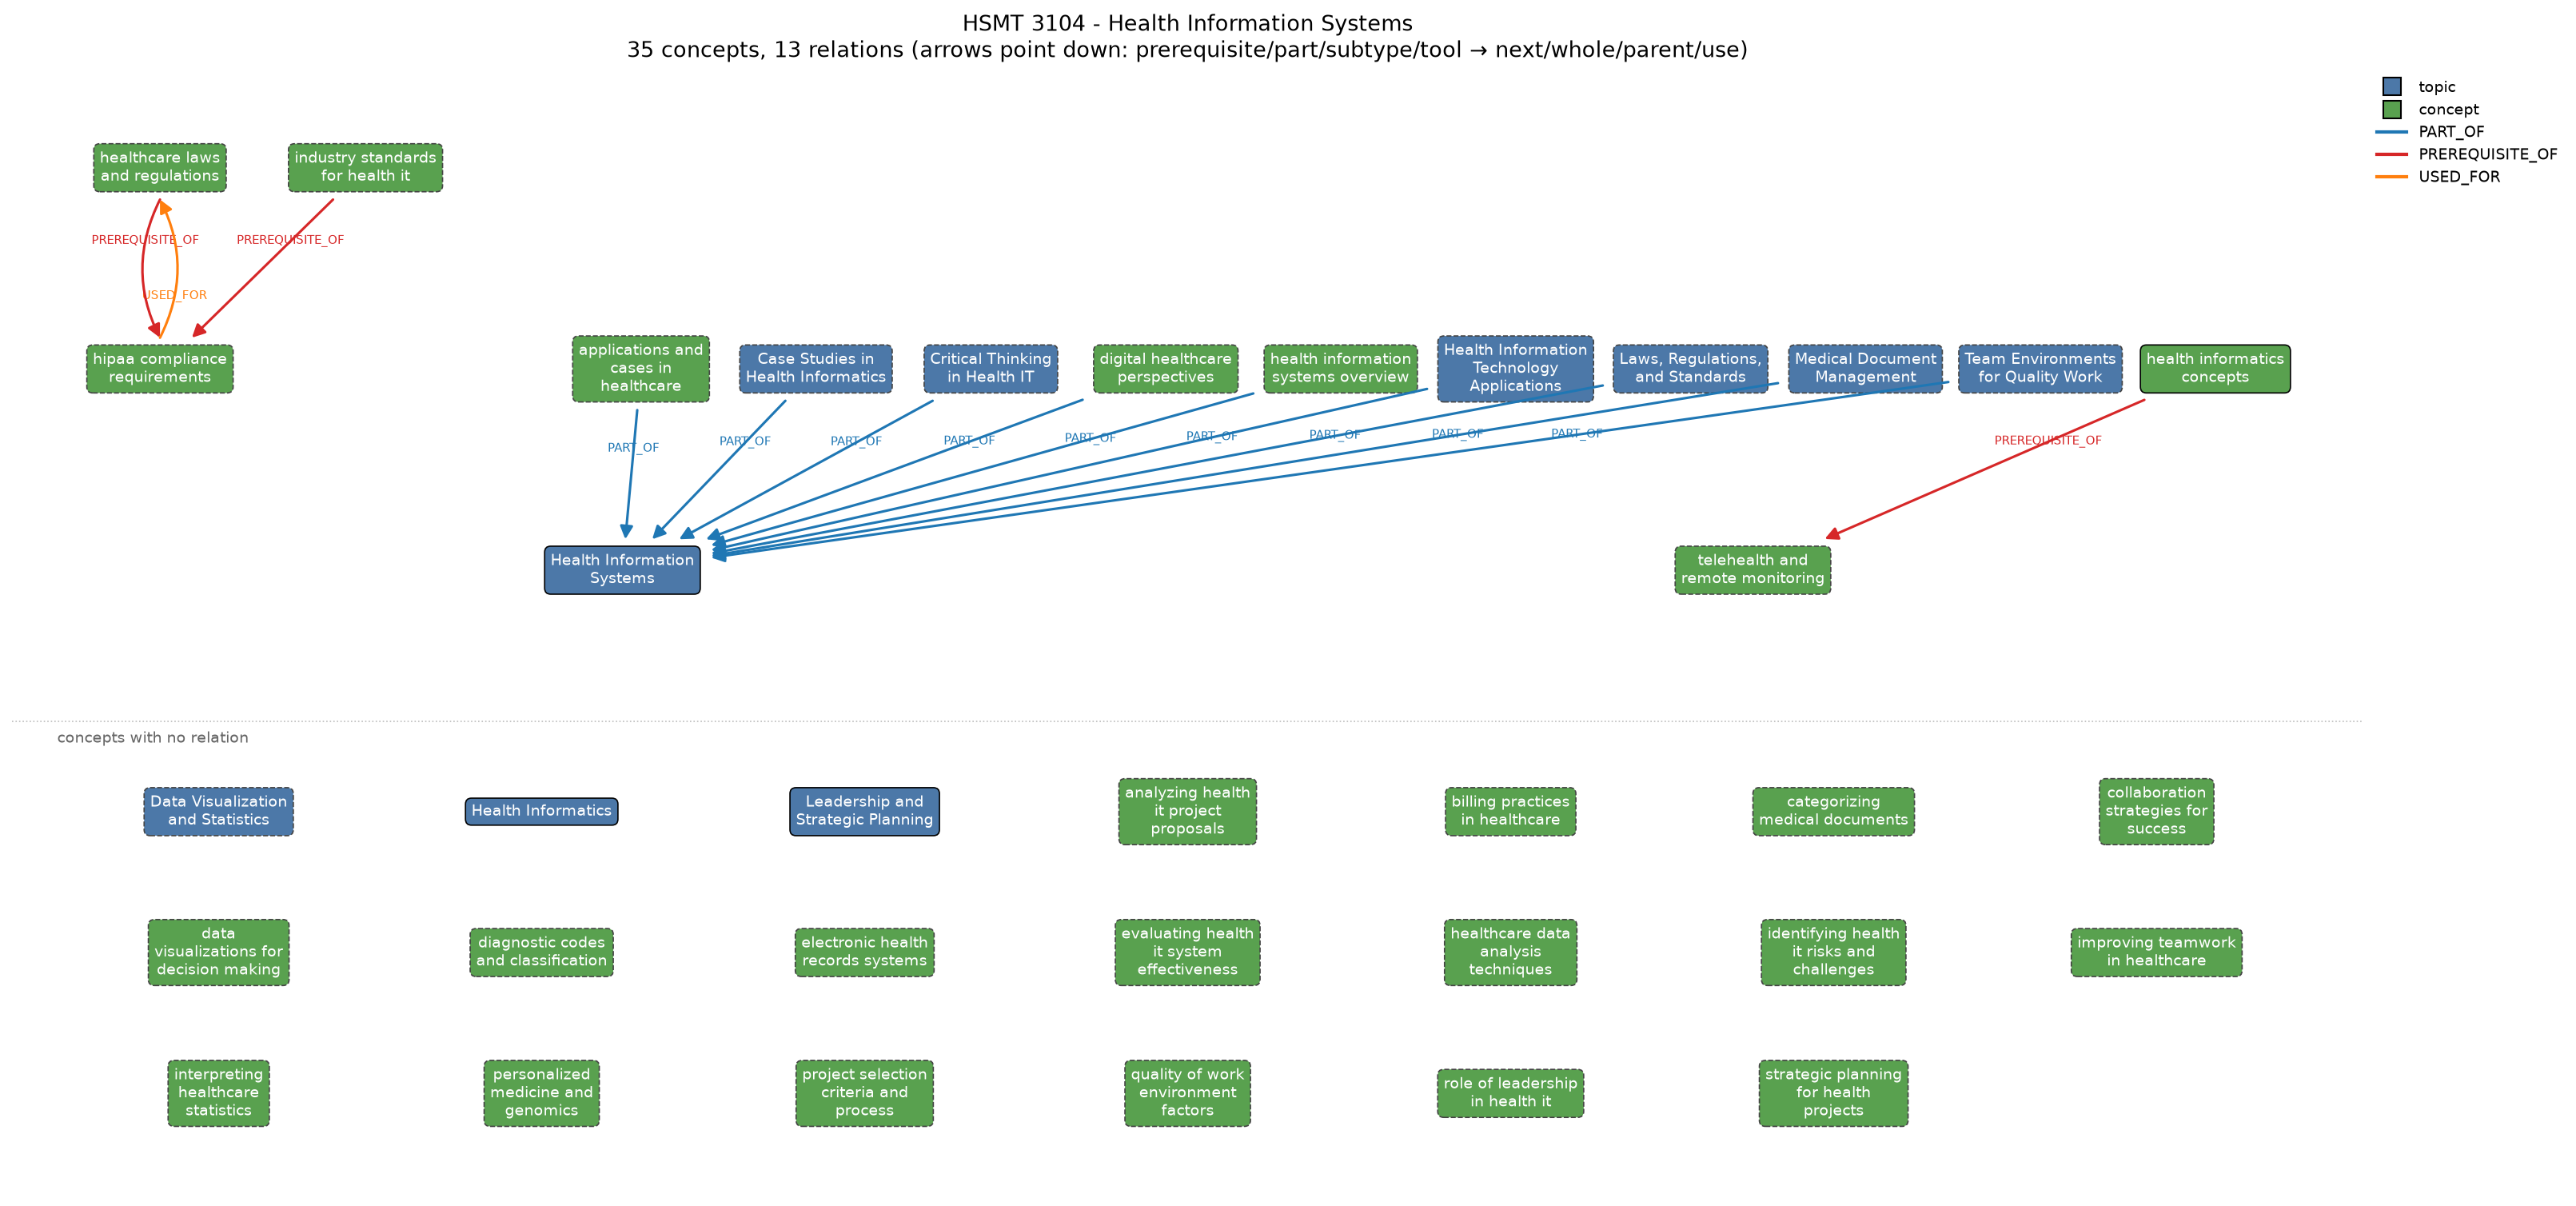 HSMT 3104 - Health Information Systems
35 concepts, 13 relations (arrows point down: prerequisite/part/subtype/tool → next/whole/parent/use)
topic
concept
PART_OF
PREREQUISITE_OF
USED_FOR
healthcare laws
and regulations
industry standards
for health it
PREREQUISITE_OF
PREREQUISITE_OF
USED_FOR
hipaa compliance
requirements
applications and
cases in
healthcare
Case Studies in
Health Informatics
Critical Thinking
in Health IT
digital healthcare
perspectives
health information
systems overview
Health Information
Technology
Applications
Laws, Regulations,
and Standards
Medical Document
Management
Team Environments
for Quality Work
health informatics
concepts
PART_OF
PART_OF
PART_OF
PART_OF
PART_OF
PART_OF
PART_OF
PART_OF
PART_OF
PREREQUISITE_OF
Health Information
Systems
telehealth and
remote monitoring
concepts with no relation
Data Visualization
and Statistics
Health Informatics
Leadership and
Strategic Planning
analyzing health
it project
proposals
billing practices
in healthcare
categorizing
medical documents
collaboration
strategies for
success
data
visualizations for
decision making
diagnostic codes
and classification
electronic health
records systems
evaluating health
it system
effectiveness
healthcare data
analysis
techniques
identifying health
it risks and
challenges
improving teamwork
in healthcare
interpreting
healthcare
statistics
personalized
medicine and
genomics
project selection
criteria and
process
quality of work
environment
factors
role of leadership
in health it
strategic planning
for health
projects